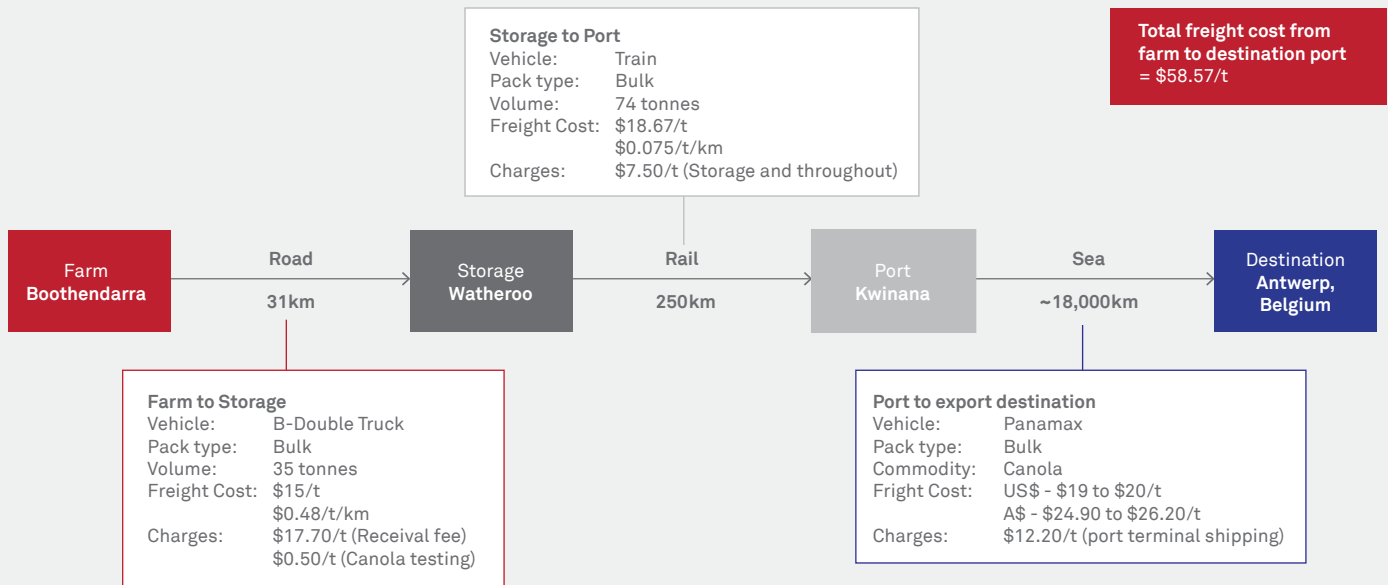 Storage to Port
Vehicle: Train
Pack type: Bulk
Volume: 74 tonnes
Freight Cost: $18.67/t
$0.075/t/km
Charges: $7.50/t (Storage and throughout)
Total freight cost from
farm to destination port
= $58.57/t
Farm
Boothendarra
Road
31km
Storage
Watheroo
Rail
250km
Port
Kwinana
Sea
~18,000km
Destination
Antwerp,
Belgium
Farm to Storage
Vehicle: B-Double Truck
Pack type: Bulk
Volume: 35 tonnes
Freight Cost: $15/t
$0.48/t/km
Charges: $17.70/t (Receival fee)
$0.50/t (Canola testing)
Port to export destination
Vehicle: Panamax
Pack type: Bulk
Commodity: Canola
Fright Cost: US$ - $19 to $20/t
A$ - $24.90 to $26.20/t
Charges: $12.20/t (port terminal shipping)